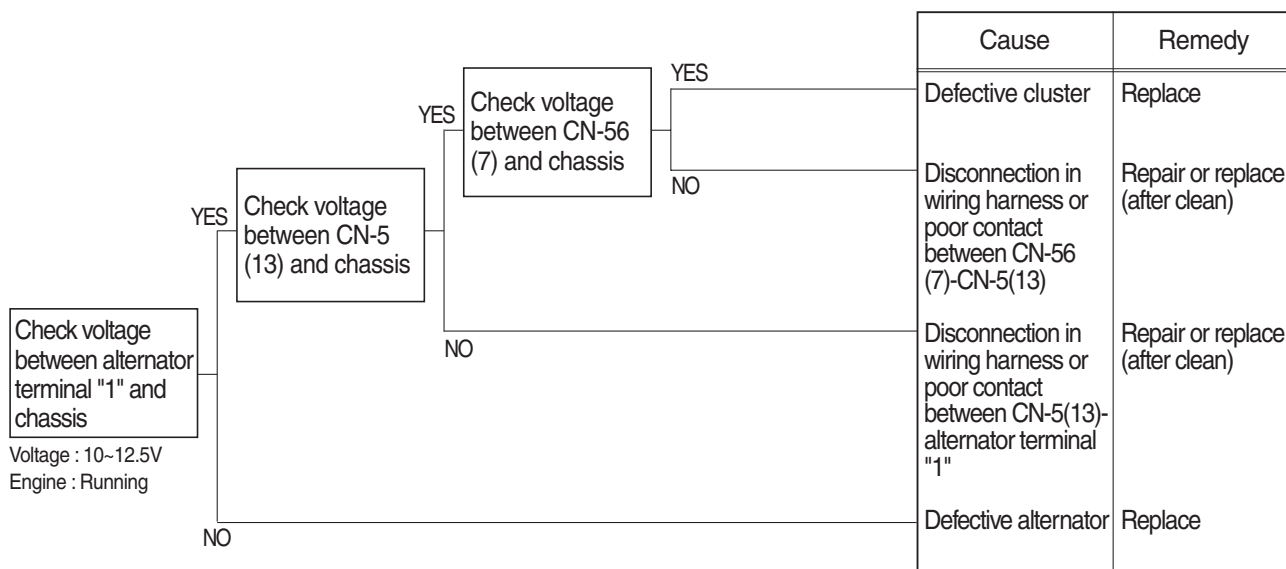 Cause
Remedy
YES
Defective cluster
Replace
Check voltage
between CN-56
(7) and chassis
YES
NO
Disconnection in
wiring harness or
poor contact
between CN-56
(7)-CN-5(13)
Repair or replace
(after clean)
Check voltage
between CN-5
(13) and chassis
YES
NO
Disconnection in
wiring harness or
poor contact
between CN-5(13)-
alternator terminal
"1"
Repair or replace
(after clean)
Check voltage
between alternator
terminal "1" and
chassis
Voltage : 10~12.5V
Engine : Running
NO
Defective alternator
Replace